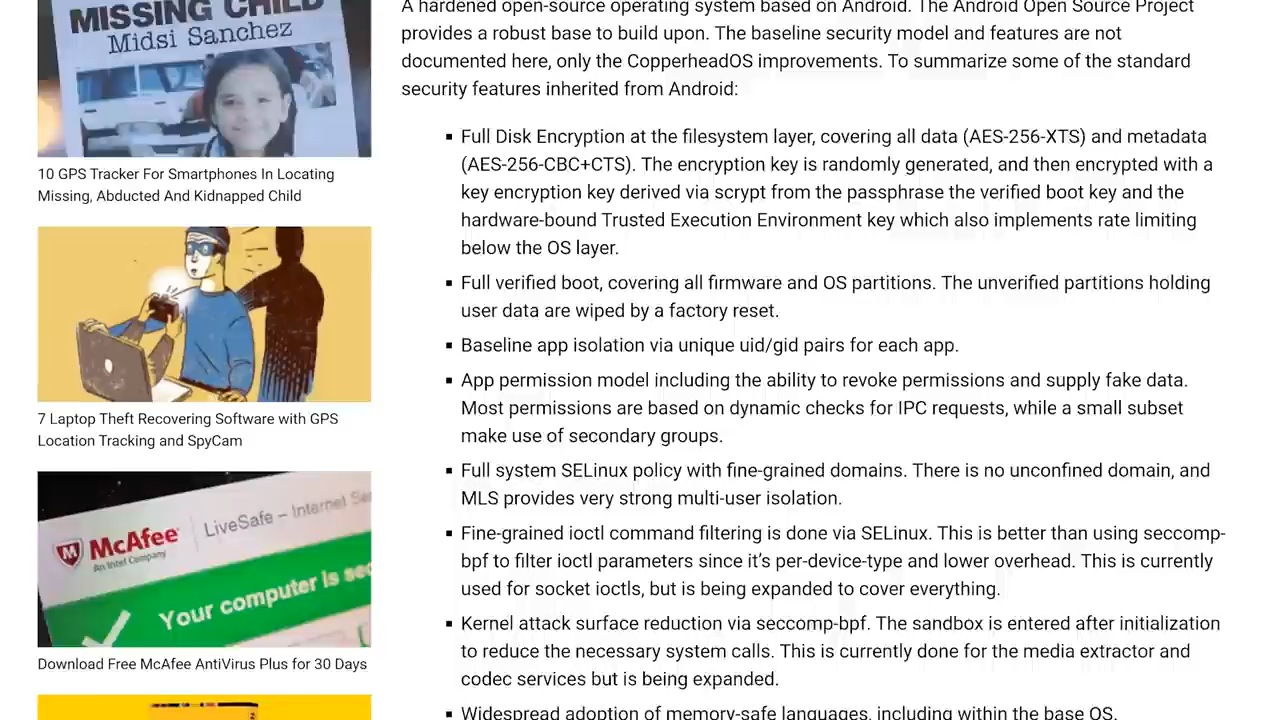 MISSING CHILD
Midsi Sanchez
10 GPS Tracker For Smartphones In Locating
Missing, Abducted And Kidnapped Child
7 Laptop Theft Recovering Software with GPS
Location Tracking and SpyCam
McAfee
An Intel Company
LiveSafe – Internet Se
Your computer is sec
Download Free McAfee AntiVirus Plus for 30 Days
A hardened open-source operating system based on Android. The Android Open Source Project
provides a robust base to build upon. The baseline security model and features are not
documented here, only the CopperheadOS improvements. To summarize some of the standard
security features inherited from Android:
▪ Full Disk Encryption at the filesystem layer, covering all data (AES-256-XTS) and metadata
(AES-256-CBC+CTS). The encryption key is randomly generated, and then encrypted with a
key encryption key derived via scrypt from the passphrase the verified boot key and the
hardware-bound Trusted Execution Environment key which also implements rate limiting
below the OS layer.
▪ Full verified boot, covering all firmware and OS partitions. The unverified partitions holding
user data are wiped by a factory reset.
▪ Baseline app isolation via unique uid/gid pairs for each app.
▪ App permission model including the ability to revoke permissions and supply fake data.
Most permissions are based on dynamic checks for IPC requests, while a small subset
make use of secondary groups.
▪ Full system SELinux policy with fine-grained domains. There is no unconfined domain, and
MLS provides very strong multi-user isolation.
▪ Fine-grained ioctl command filtering is done via SELinux. This is better than using seccomp-
bpf to filter ioctl parameters since it's per-device-type and lower overhead. This is currently
used for socket ioctls, but is being expanded to cover everything.
▪ Kernel attack surface reduction via seccomp-bpf. The sandbox is entered after initialization
to reduce the necessary system calls. This is currently done for the media extractor and
codec services but is being expanded.
▪ Widespread adoption of memory-safe languages, including within the base OS.